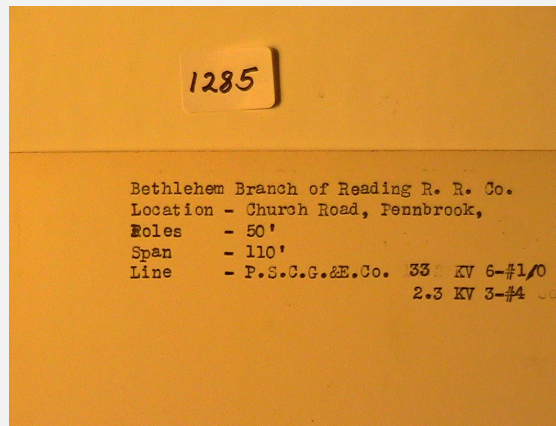 1285
Bethlehem Branch of Reading R. R. Co.
Location - Church Road, Pennbrook,
Poles - 50'
Span - 110'
Line - P.S.C.G.&E.Co. 33 KV 6-#1/0
2.3 KV 3-#4